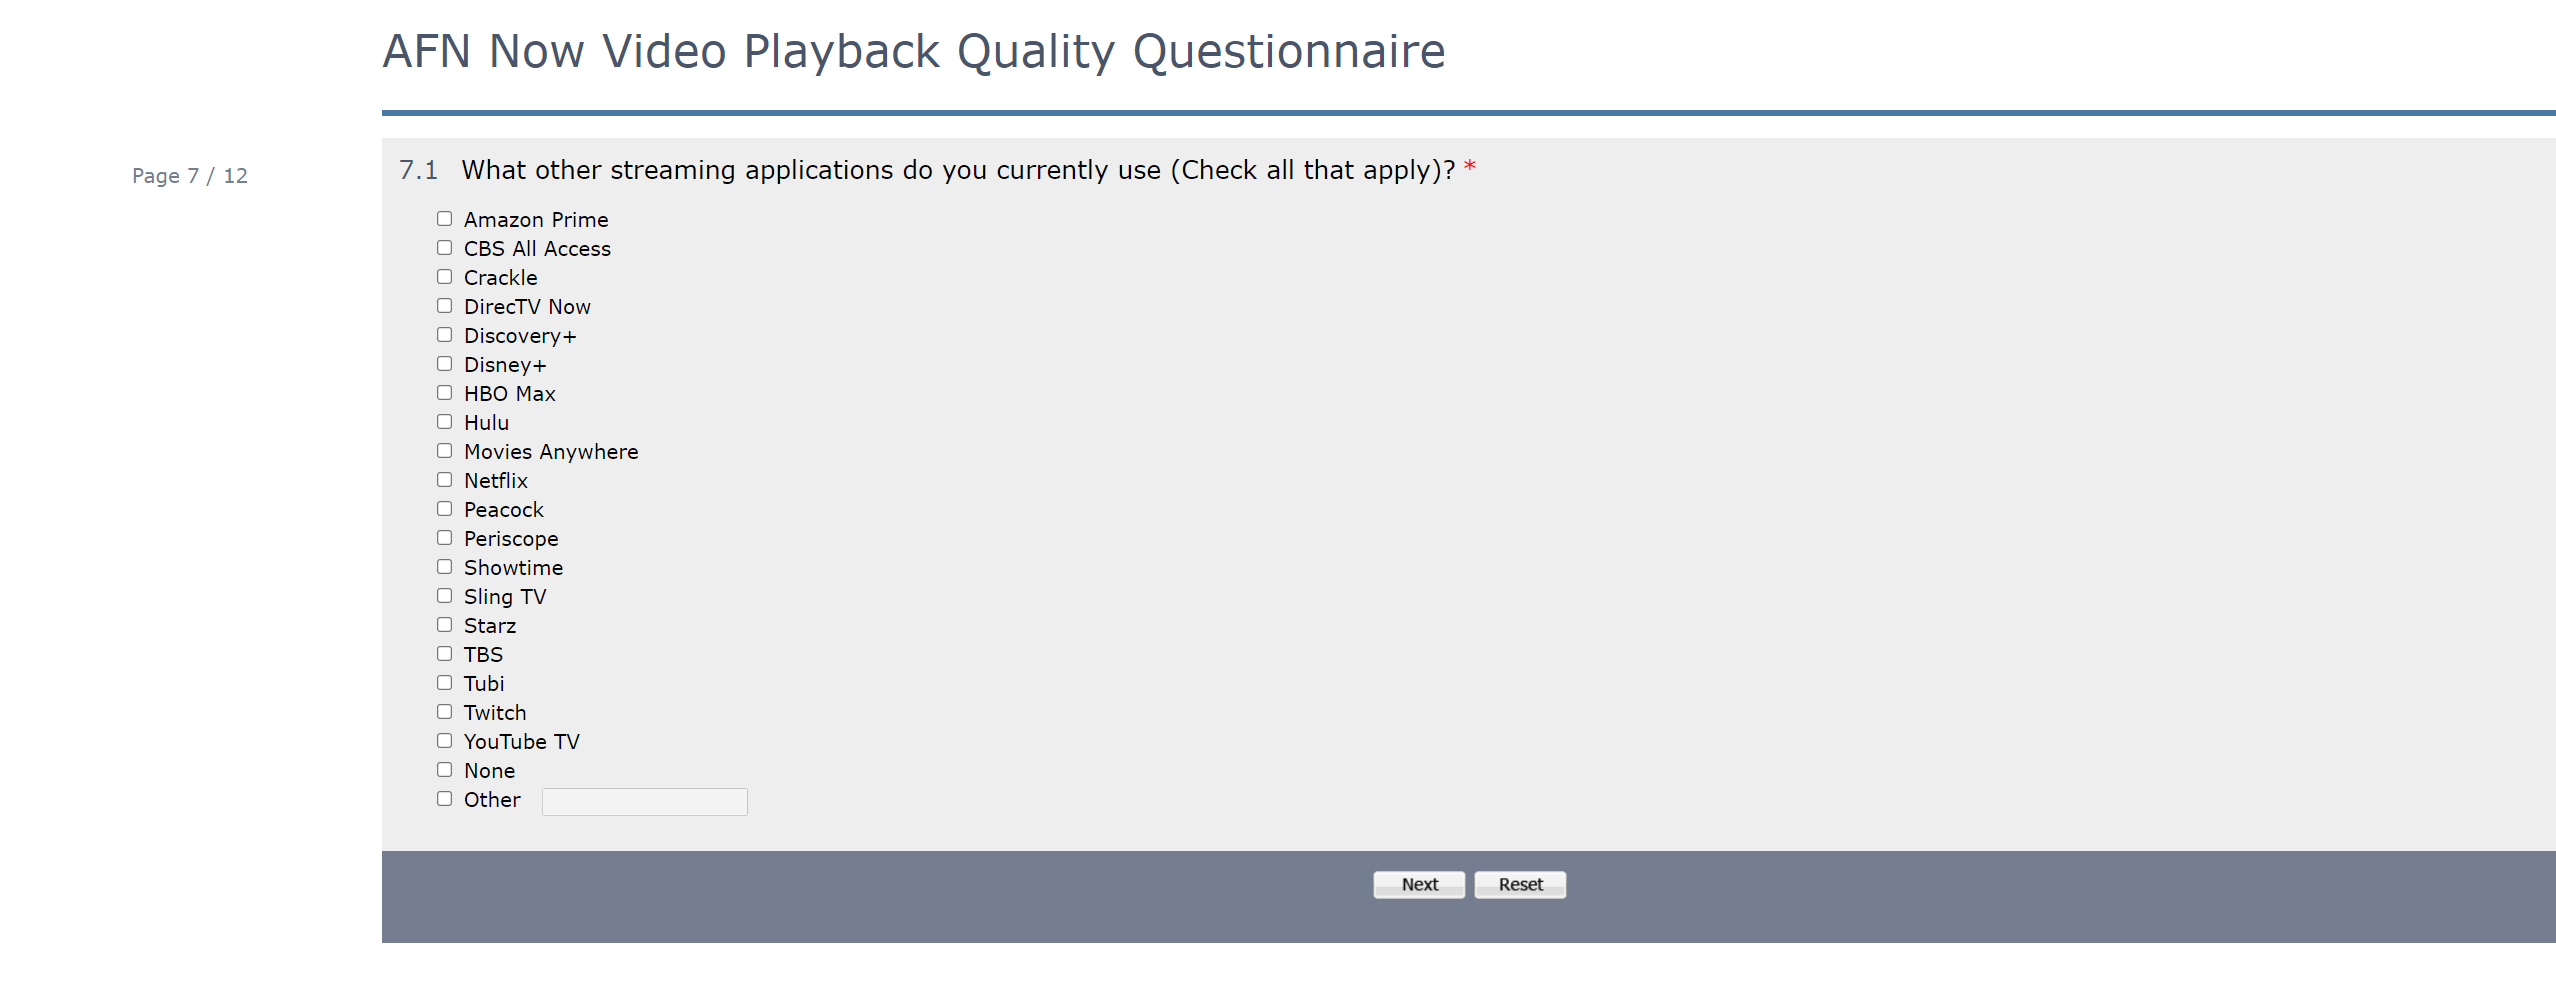 AFN Now Video Playback Quality Questionnaire
Page 7 / 12
7.1 What other streaming applications do you currently use (Check all that apply)? *
Amazon Prime
CBS All Access
Crackle
DirecTV Now
Discovery+
Disney+
HBO Max
Hulu
Movies Anywhere
Netflix
Peacock
Periscope
Showtime
Sling TV
Starz
TBS
Tubi
Twitch
YouTube TV
None
Other
Next Reset